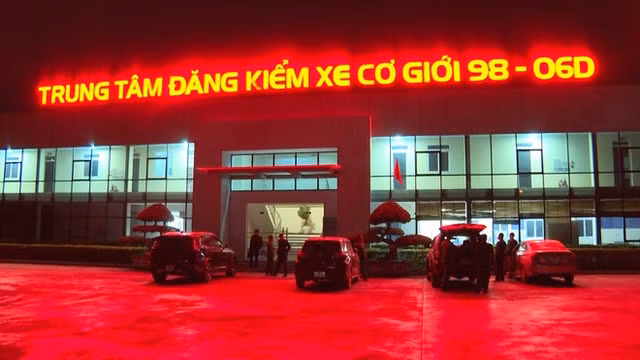 TRUNG TÂM ĐĂNG KIỂM XE CƠ GIỚI 98 - 06D